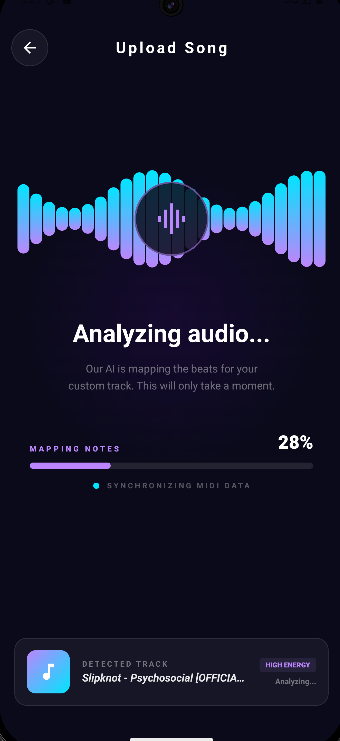 Upload Song
Analyzing audio...
Our AI is mapping the beats for your
custom track. This will only take a moment.
MAPPING NOTES
28%
SYNCHRONIZING MIDI DATA
DETECTED TRACK
HIGH ENERGY
Slipknot - Psychosocial [OFFICIA...
Analyzing...